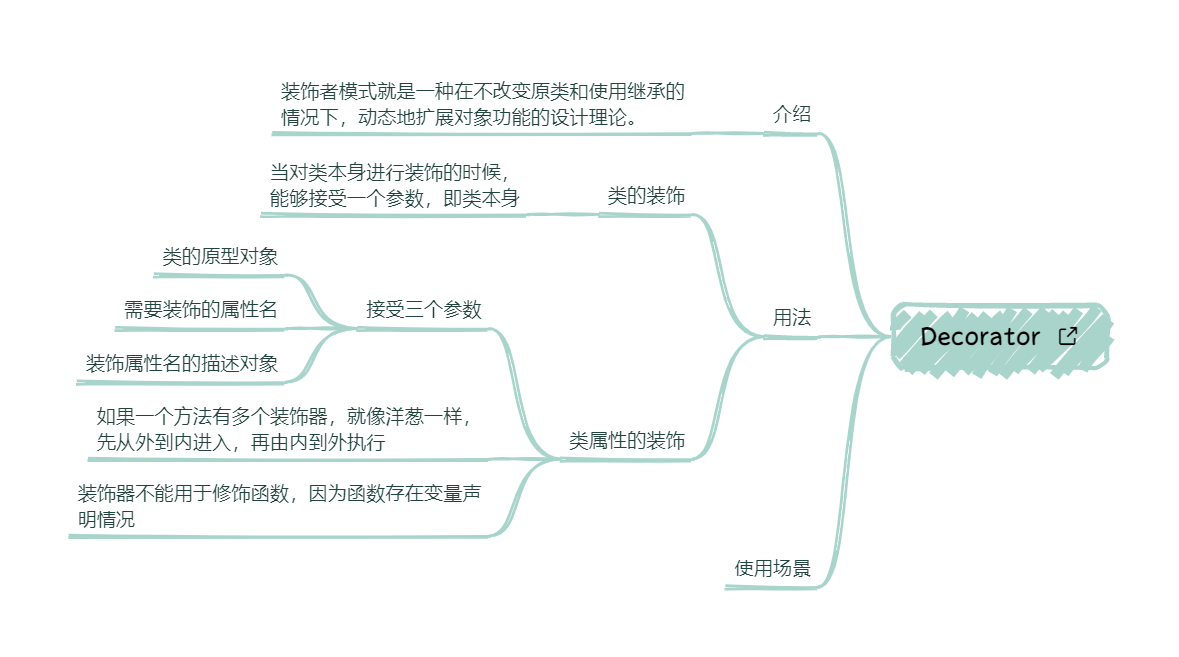 装饰者模式就是一种在不改变原类和使用继承的
情况下，动态地扩展对象功能的设计理论。
介绍
当对类本身进行装饰的时候，
能够接受一个参数，即类本身
类的装饰
类的原型对象
需要装饰的属性名
接受三个参数
用法
Decorator
装饰属性名的描述对象
如果一个方法有多个装饰器，就像洋葱一样，
先从外到内进入，再由内到外执行
类属性的装饰
装饰器不能用于修饰函数，因为函数存在变量声
明情况
使用场景